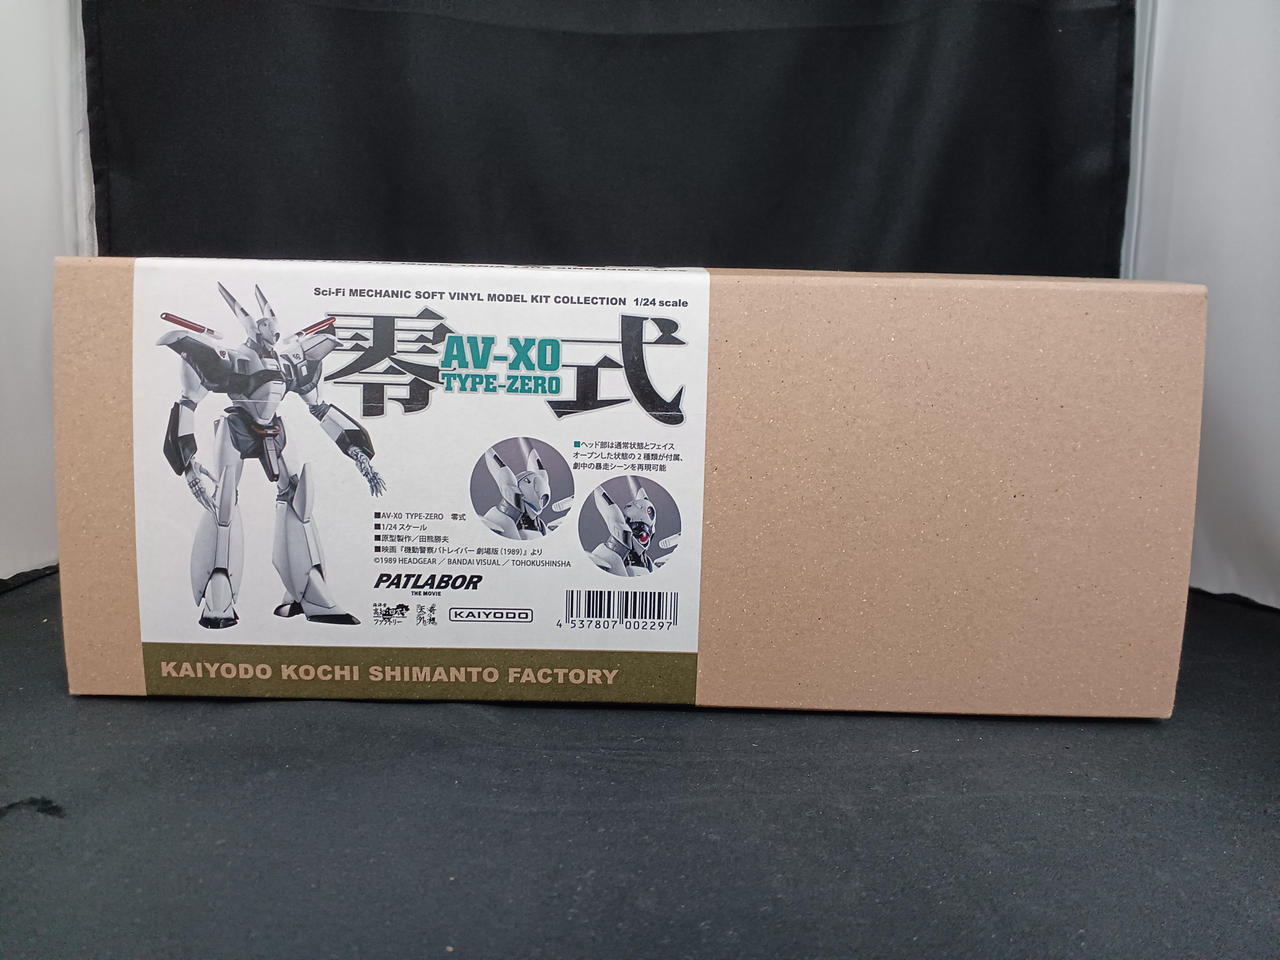 Sci-Fi MECHANIC SOFT VINYL MODEL KIT COLLECTION 1/24 scale
零式
AV-X0
TYPE-ZERO
■ヘッド部は通常状態とフェイス
オープンした状態の2種類が付属、
劇中の暴走シーンを再現可能
■AV-X0 TYPE-ZERO 零式
■1/24スケール
■原型製作/田熊勝夫
■映画『機動警察パトレイバー 劇場版(1989)』より
©1989 HEADGEAR / BANDAI VISUAL / TOHOKUSHINSHA
PATLABOR
THE MOVIE
ファクトリー
KAIYODO
4 537807 002297
KAIYODO KOCHI SHIMANTO FACTORY